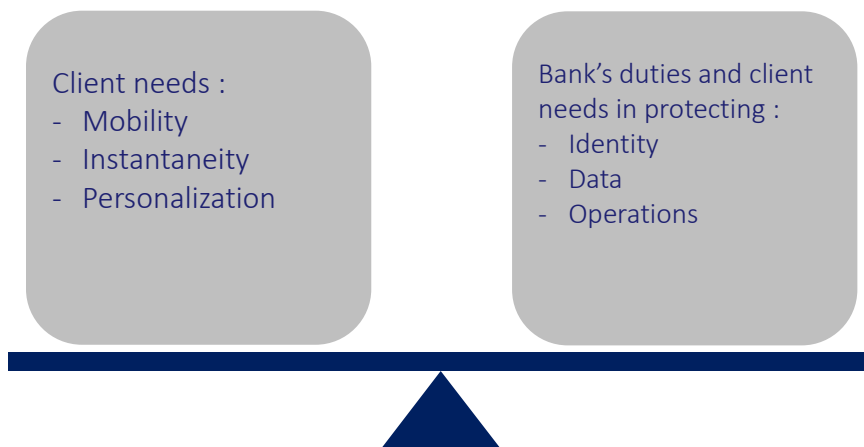 Client needs :
- Mobility
- Instantaneity
- Personalization
Bank’s duties and client
needs in protecting :
- Identity
- Data
- Operations